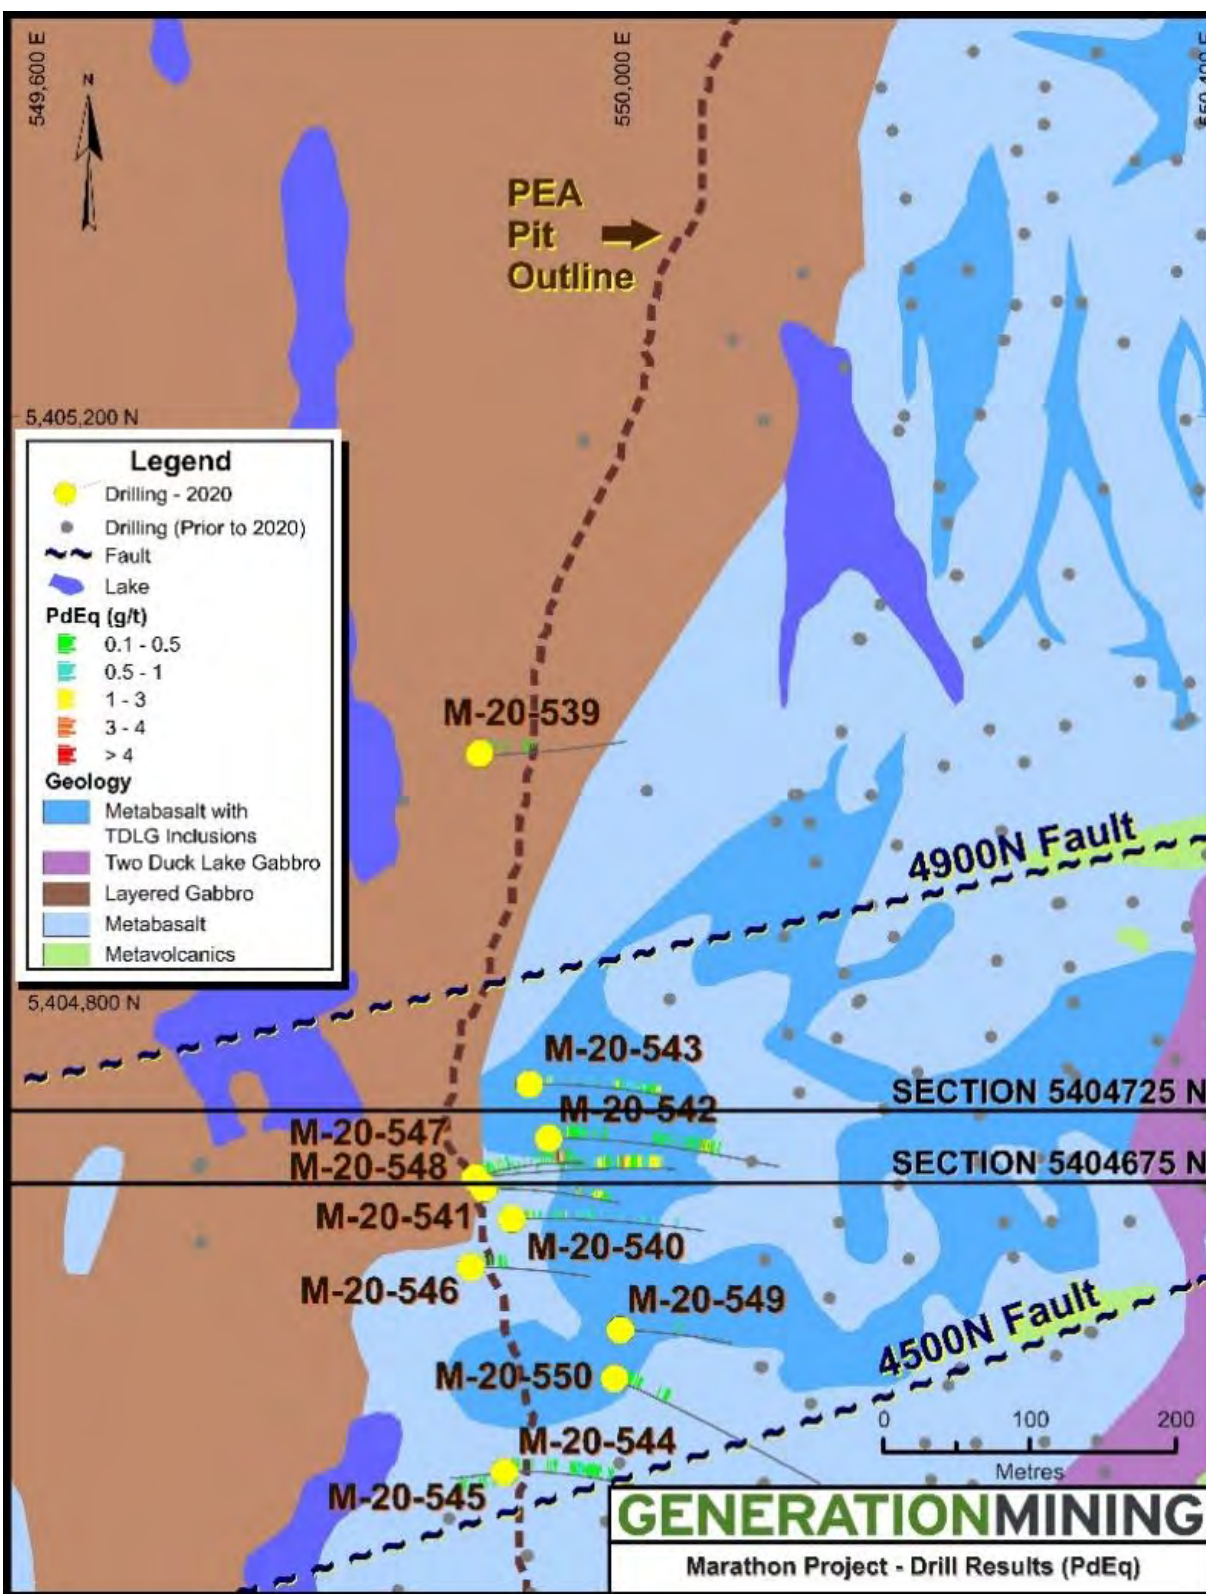 549,600 E
550,000 E
550,400 E
N
PEA
Pit
Outline
5,405,200 N
Legend
Drilling - 2020
Drilling (Prior to 2020)
Fault
Lake
PdEq (g/t)
0.1 - 0.5
0.5 - 1
1 - 3
3 - 4
> 4
Geology
Metabasalt with
TDLG Inclusions
Two Duck Lake Gabbro
Layered Gabbro
Metabasalt
Metavolcanics
M-20-539
4900N Fault
5,404,800 N
M-20-543
SECTION 5404725 N
M-20-542
M-20-547
M-20-548
SECTION 5404675 N
M-20-541
M-20-540
M-20-546
M-20-549
4500N Fault
M-20-550
0 100 200
Metres
M-20-544
M-20-545
GENERATIONMINING
Marathon Project - Drill Results (PdEq)